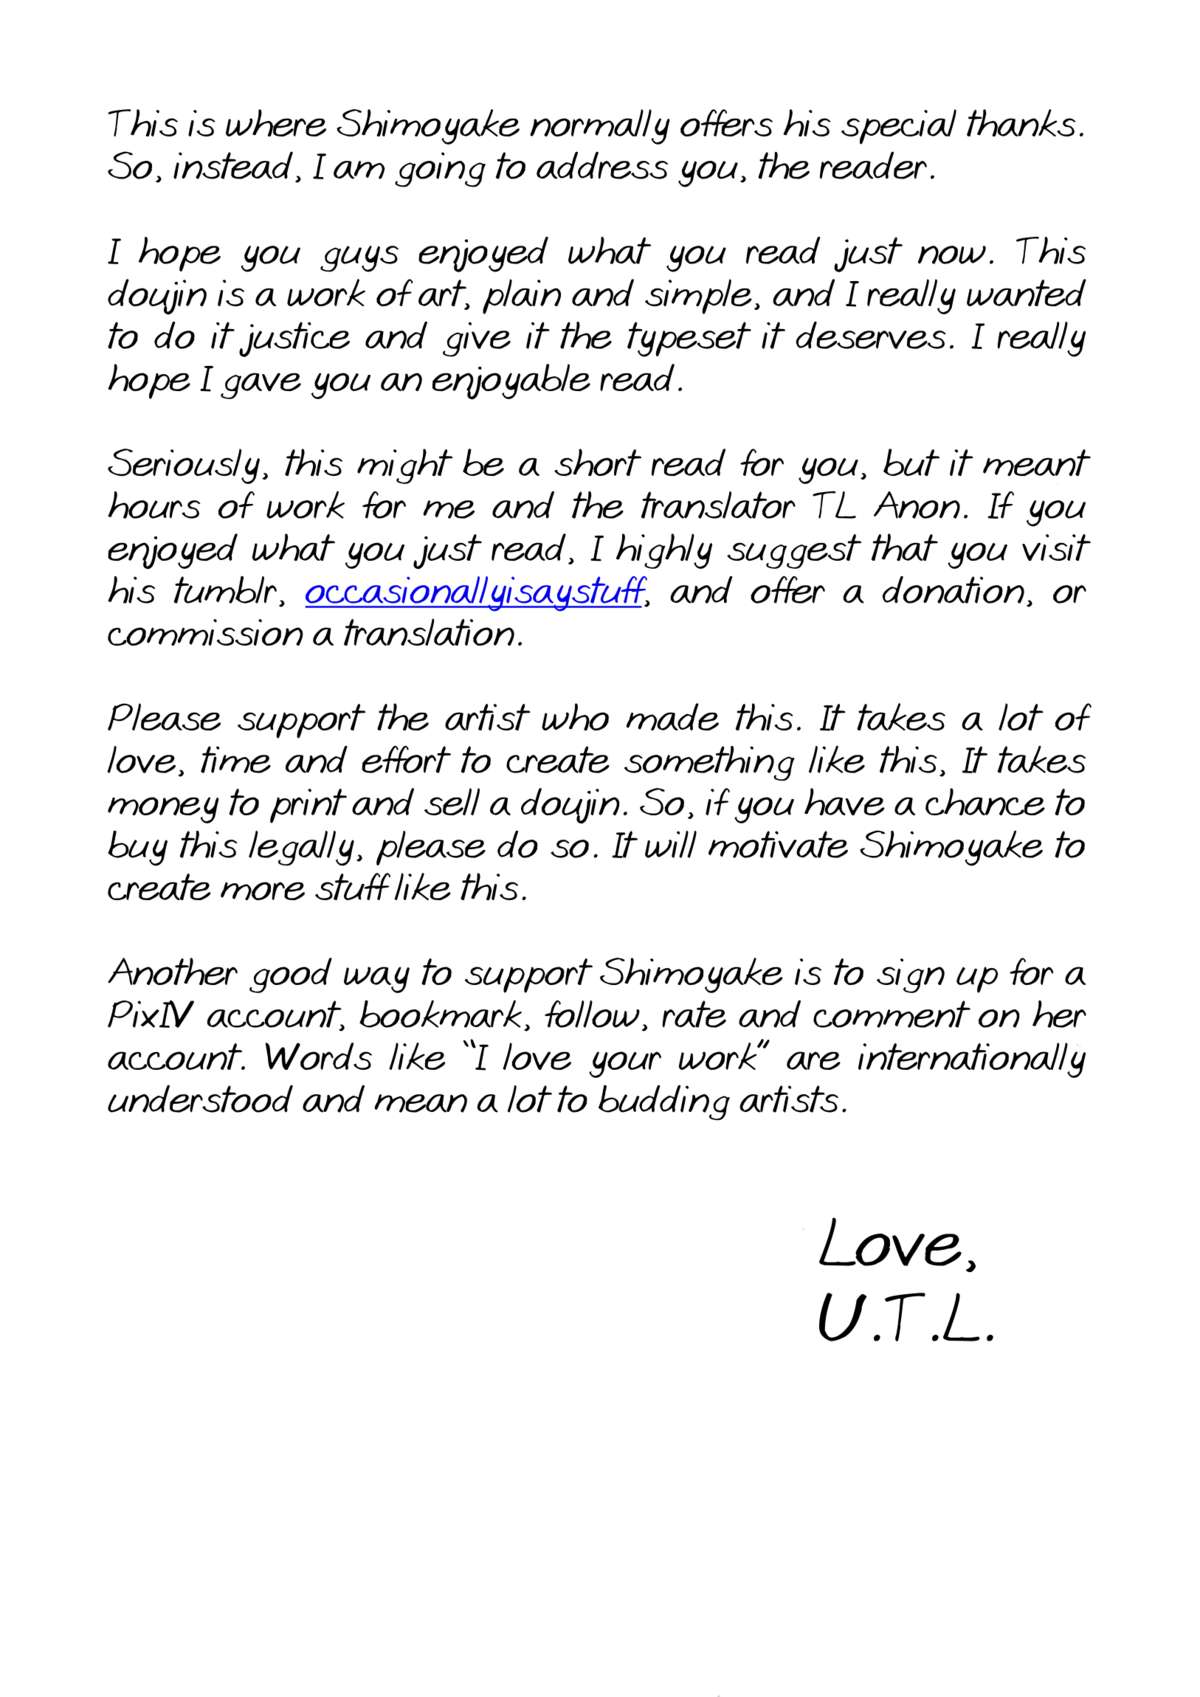 This is where Shimoyake normally offers his special thanks.
So, instead, I am going to address you, the reader.
I hope you guys enjoyed what you read just now. This
doujin is a work of art, plain and simple, and I really wanted
to do it justice and give it the typeset it deserves. I really
hope I gave you an enjoyable read.
Seriously, this might be a short read for you, but it meant
hours of work for me and the translator TL Anon. If you
enjoyed what you just read, I highly suggest that you visit
his tumblr, occasionallyisaystuff, and offer a donation, or
commission a translation.
Please support the artist who made this. It takes a lot of
love, time and effort to create something like this, It takes
money to print and sell a doujin. So, if you have a chance to
buy this legally, please do so. It will motivate Shimoyake to
create more stuff like this.
Another good way to support Shimoyake is to sign up for a
PixIV account, bookmark, follow, rate and comment on her
account. Words like “I love your work” are internationally
understood and mean a lot to budding artists.
Love,
U.T.L.